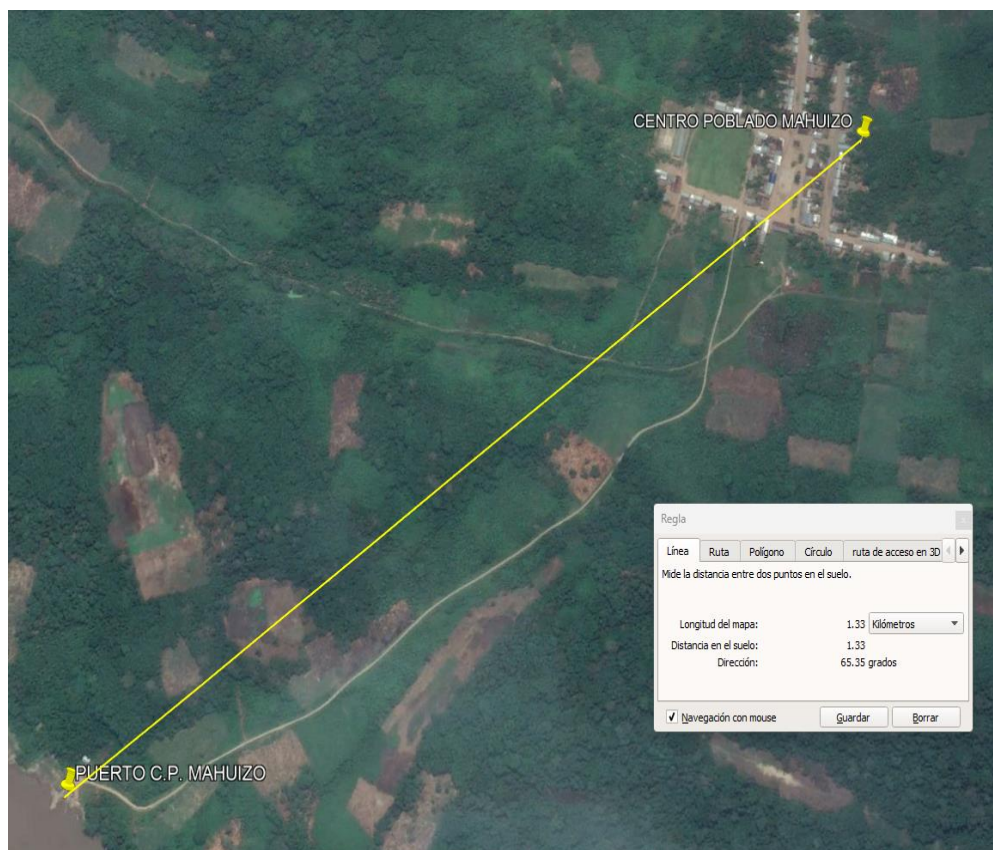 CENTRO POBLADO MAHUIZO
Regla
Línea Ruta Polígono Círculo ruta de acceso en 3D
Mide la distancia entre dos puntos en el suelo.
Longitud del mapa: 1.33 Kilómetros
Distancia en el suelo: 1.33
Dirección: 65.35 grados
Navegación con mouse Guardar Borrar
PUERTO C.P. MAHUIZO